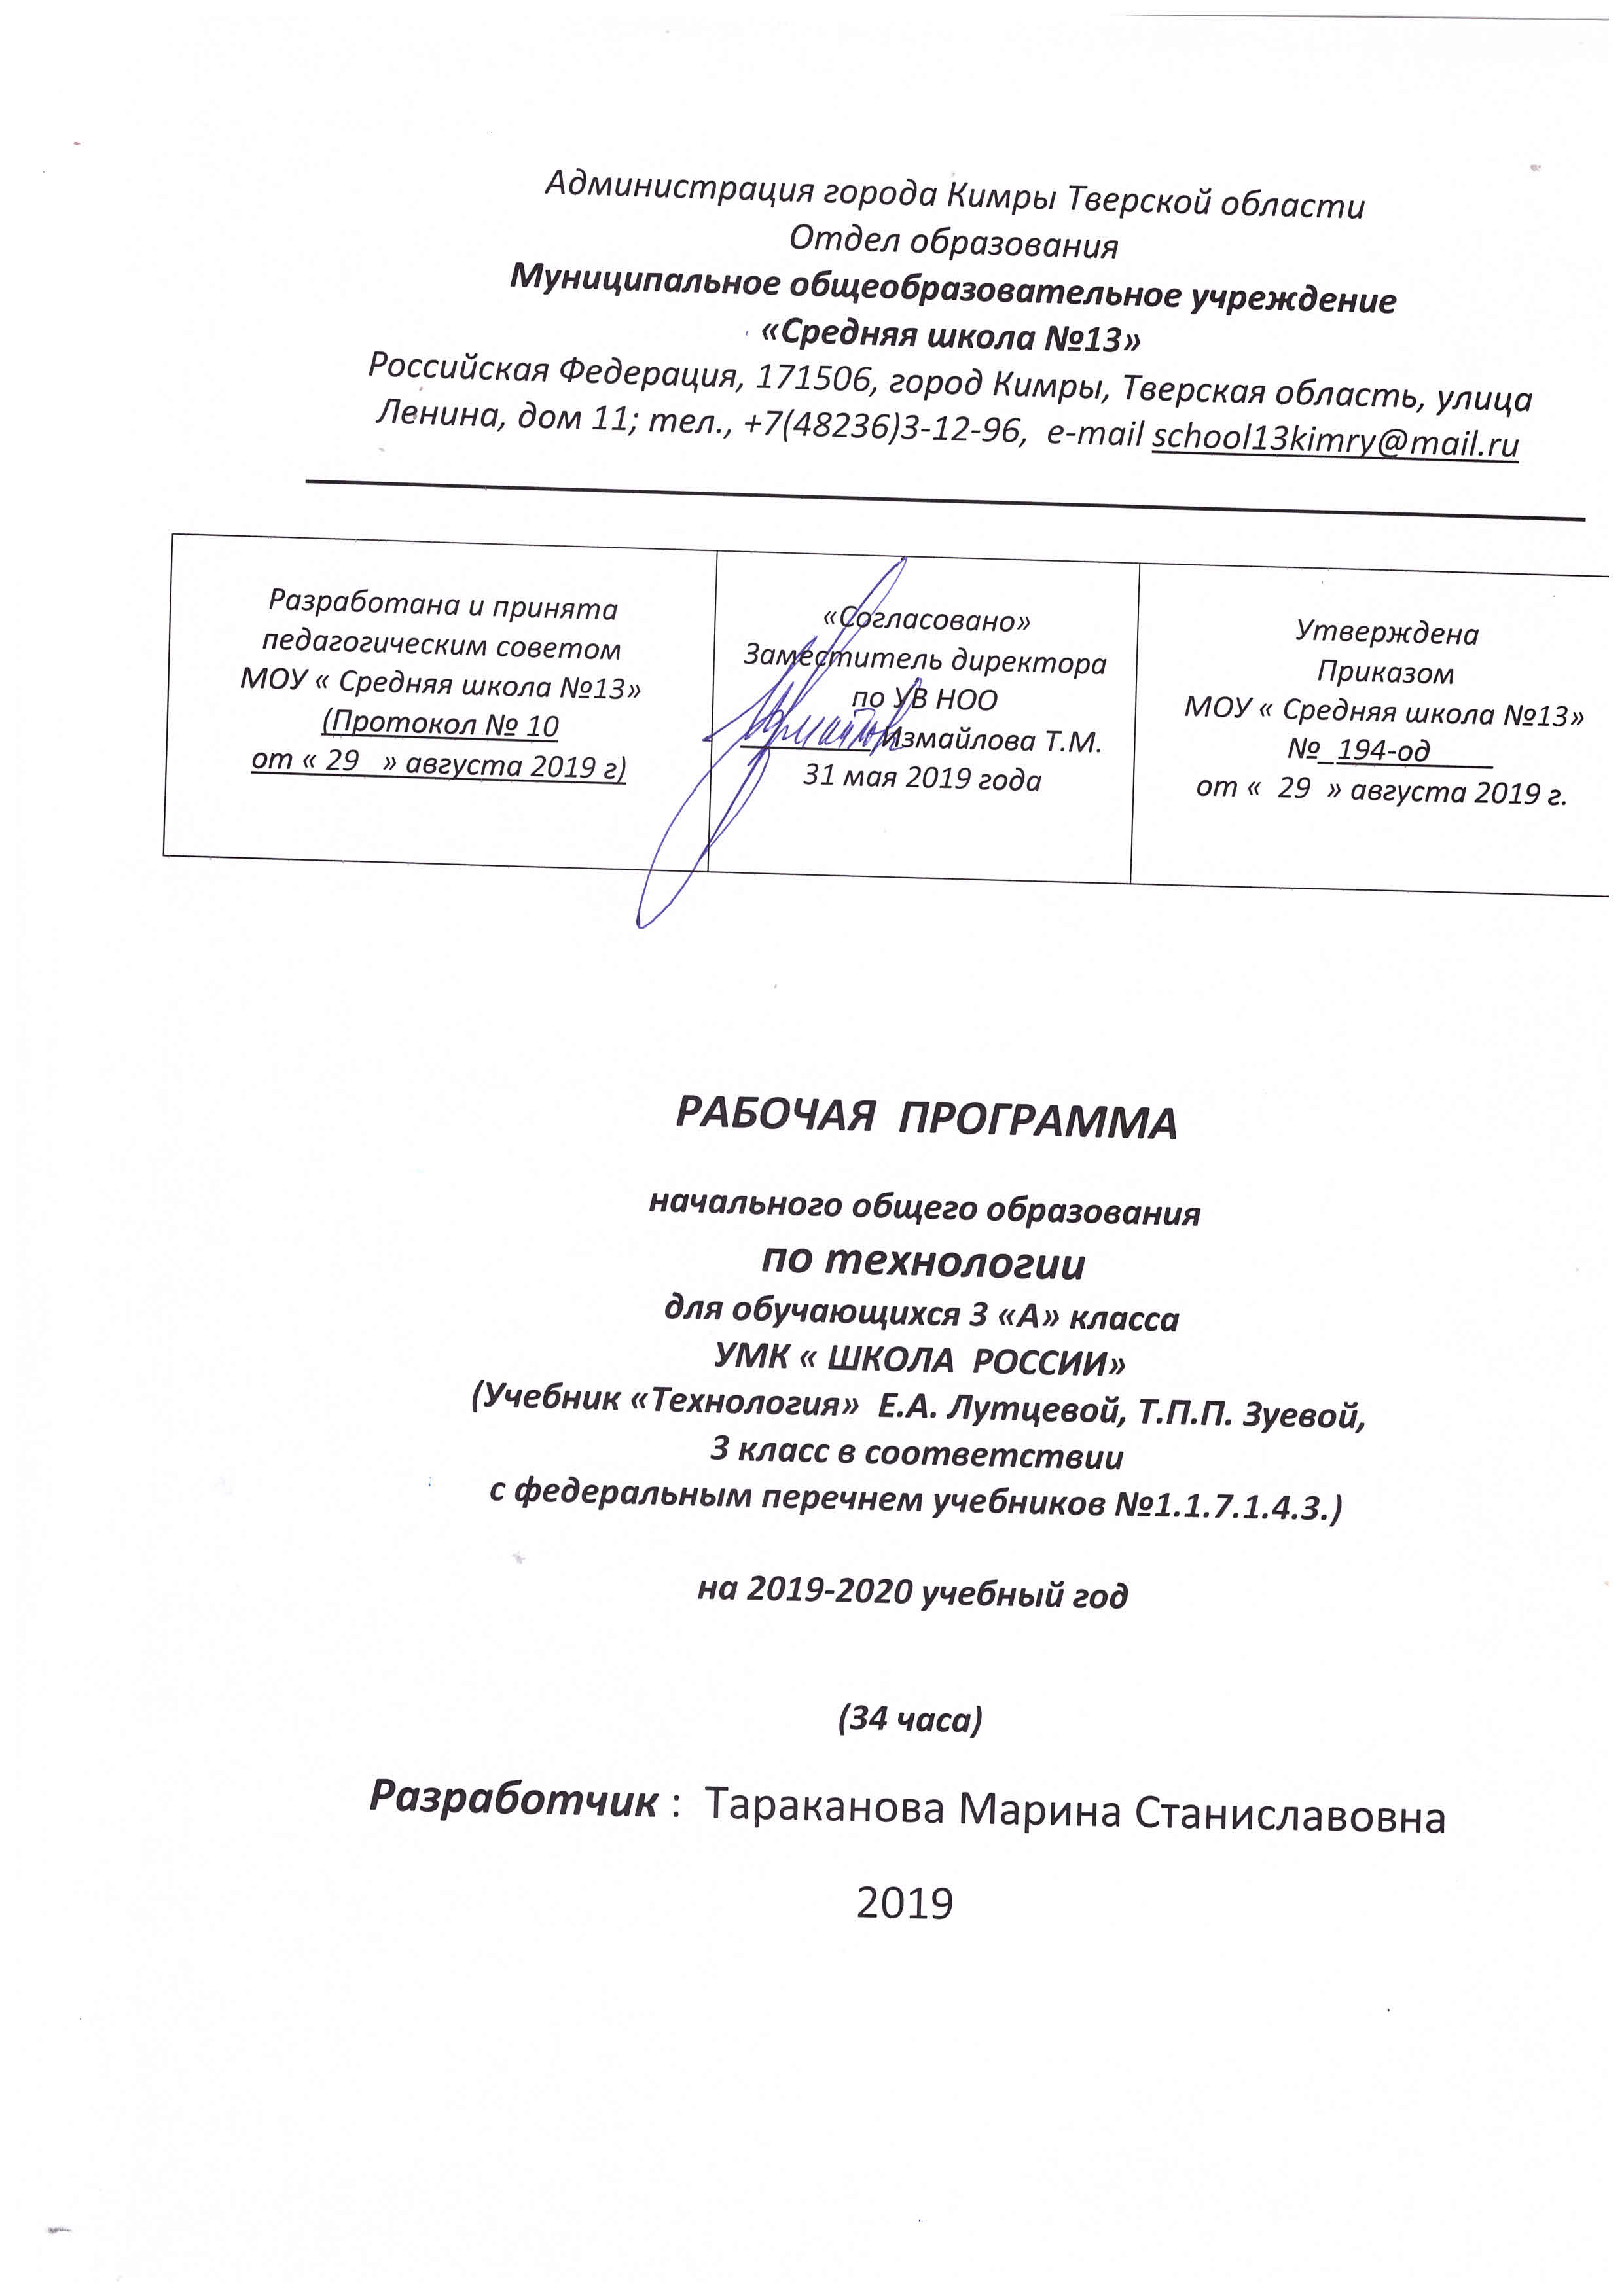 Администрация города Кимры Тверской области
Отдел образования
Муниципальное общеобразовательное учреждение
«Средняя школа №13»
Российская Федерация, 171506, город Кимры, Тверская область, улица
Ленина, дом 11; тел., +7(48236)3-12-96, e-mail school13kimry@mail.ru
Разработана и принята
педагогическим советом
МОУ « Средняя школа №13»
(Протокол № 10
от « 29 » августа 2019 г)
«Согласовано»
Заместитель директора
по УВ НОО
Измайлова Т.М.
31 мая 2019 года
Утверждена
Приказом
МОУ « Средняя школа №13»
№_194-од
от « 29 » августа 2019 г.
РАБОЧАЯ ПРОГРАММА
начального общего образования
по технологии
для обучающихся 3 «А» класса
УМК « ШКОЛА РОССИИ»
(Учебник «Технология» Е.А. Лутцевой, Т.П.П. Зуевой,
3 класс в соответствии
с федеральным перечнем учебников №1.1.7.1.4.3.)
на 2019-2020 учебный год
(34 часа)
Разработчик : Тараканова Марина Станиславовна
2019